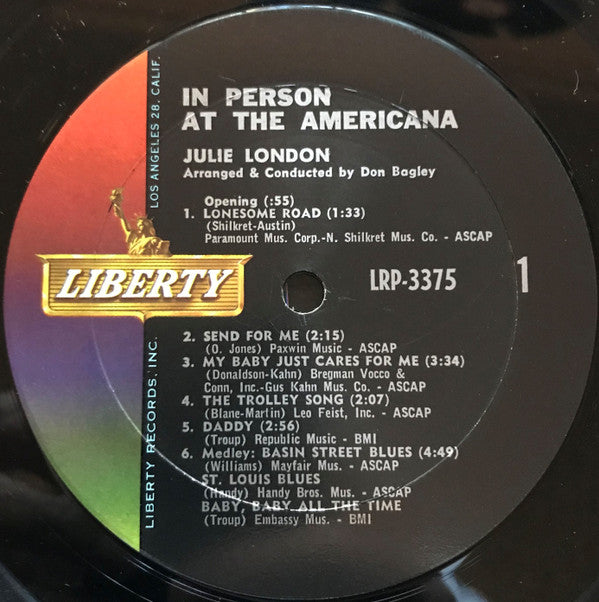 IN PERSON
AT THE AMERICANA
JULIE LONDON
Arranged & Conducted by Don Bagley
Opening (:55)
1. LONESOME ROAD (1:33)
(Shilkret-Austin)
Paramount Mus. Corp.-N. Shilkret Mus. Co. - ASCAP
LIBERTY
LRP-3375
1
2. SEND FOR ME (2:15)
(O. Jones) Paxwin Music - ASCAP
3. MY BABY JUST CARES FOR ME (3:34)
(Donaldson-Kahn) Bregman Vocco &
Conn, Inc.-Gus Kahn Mus. Co. - ASCAP
4. THE TROLLEY SONG (2:07)
(Blane-Martin) Leo Feist, Inc. - ASCAP
5. DADDY (2:56)
(Troup) Republic Music - BMI
6. Medley: BASIN STREET BLUES (4:49)
(Williams) Mayfair Mus. - ASCAP
ST. LOUIS BLUES
(Handy) Handy Bros. Mus. - ASCAP
BABY, BABY ALL THE TIME
(Troup) Embassy Mus. - BMI
LIBERTY RECORDS, INC.
LOS ANGELES 28, CALIF.